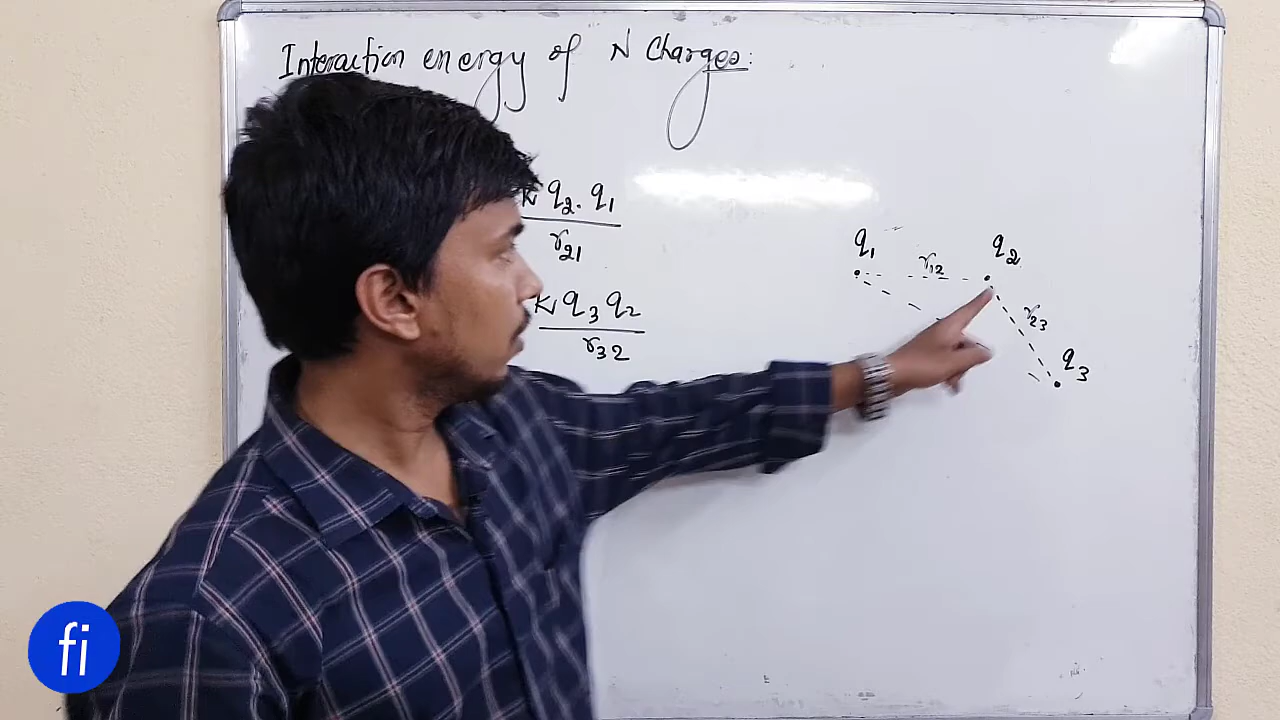 Interaction energy of N Charges:
K q2. q1
r21
K q3 q2
r32
q1
r12
q2
r23
q3
fi